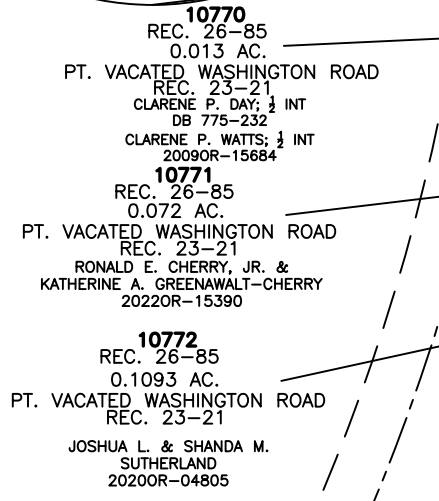 10770
REC. 26-85
0.013 AC.
PT. VACATED WASHINGTON ROAD
REC. 23-21
CLARENE P. DAY; ½ INT
DB 775-232
CLARENE P. WATTS; ½ INT
2009OR-15684
10771
REC. 26-85
0.072 AC.
PT. VACATED WASHINGTON ROAD
REC. 23-21
RONALD E. CHERRY, JR. &
KATHERINE A. GREENAWALT-CHERRY
2022OR-15390
10772
REC. 26-85
0.1093 AC.
PT. VACATED WASHINGTON ROAD
REC. 23-21
JOSHUA L. & SHANDA M.
SUTHERLAND
2020OR-04805